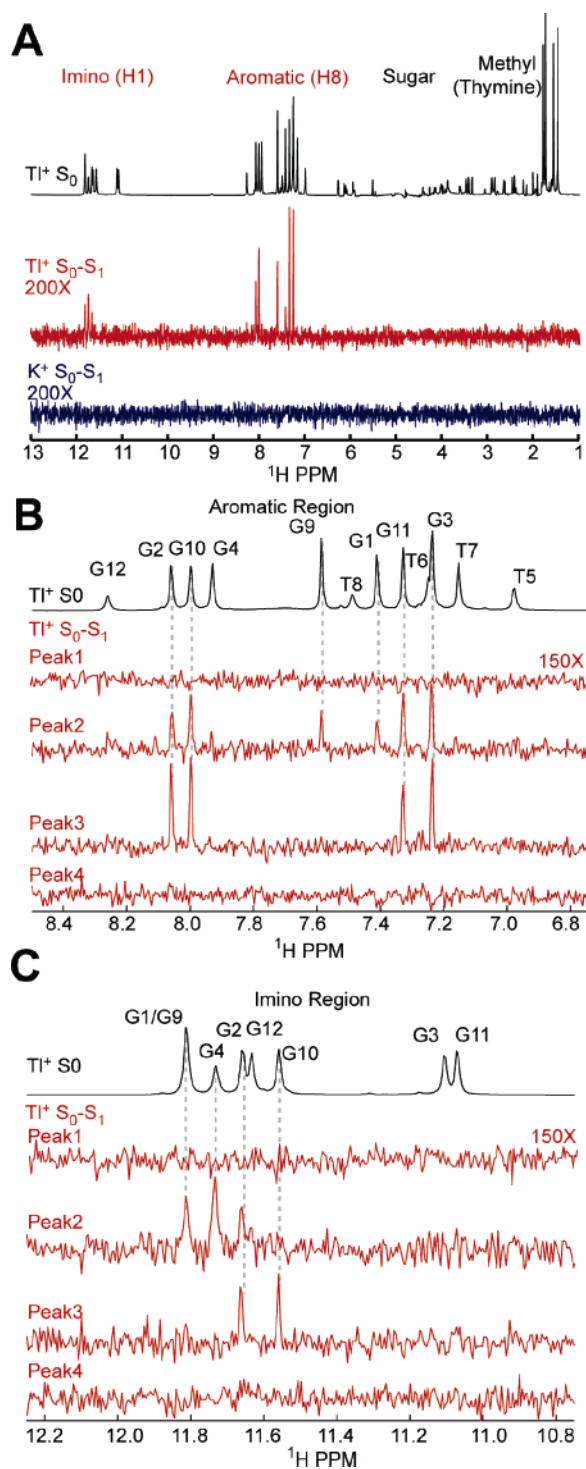 A
Imino (H1)
Aromatic (H8)
Sugar
Methyl
(Thymine)
Tl⁺ S₀
Tl⁺ S₀-S₁
200X
K⁺ S₀-S₁
200X
13 12 11 10 9 8 7 6 5 4 3 2 1
¹H PPM
B
Aromatic Region
G12 G2 G10 G4 G9 T8 G1 G11 T6 G3 T7 T5
Tl⁺ S0
Tl⁺ S₀-S₁
Peak1
150X
Peak2
Peak3
Peak4
8.4 8.2 8.0 7.8 7.6 7.4 7.2 7.0 6.8
¹H PPM
C
Imino Region
G1/G9 G4 G2 G12 G10 G3 G11
Tl⁺ S0
Tl⁺ S₀-S₁
Peak1
150X
Peak2
Peak3
Peak4
12.2 12.0 11.8 11.6 11.4 11.2 11.0 10.8
¹H PPM